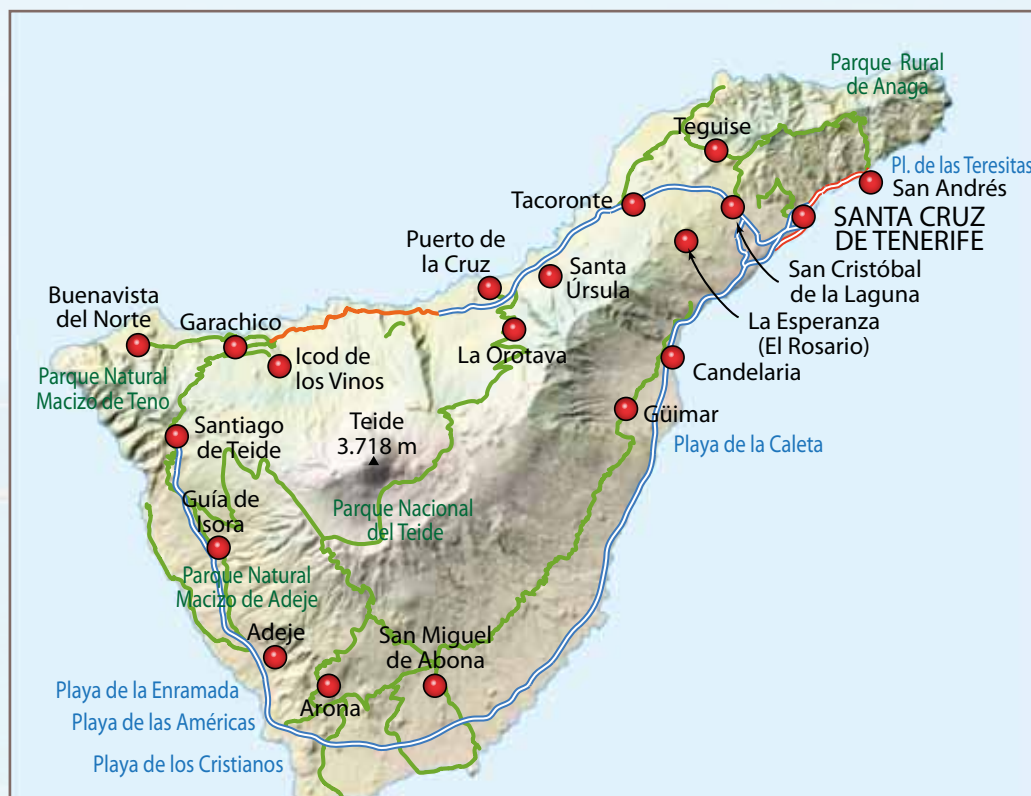 Parque Rural
de Anaga
Teguise
Pl. de las Teresitas
San Andrés
Tacoronte
SANTA CRUZ
DE TENERIFE
Puerto de
la Cruz
Santa
Úrsula
San Cristóbal
de la Laguna
Buenavista
del Norte
Garachico
La Esperanza
(El Rosario)
Icod de
los Vinos
La Orotava
Candelaria
Parque Natural
Macizo de Teno
Güimar
Santiago
de Teide
Teide
3.718 m
Playa de la Caleta
Guía de
Isora
Parque Nacional
del Teide
Parque Natural
Macizo de Adeje
Adeje
San Miguel
de Abona
Playa de la Enramada
Arona
Playa de las Américas
Playa de los Cristianos